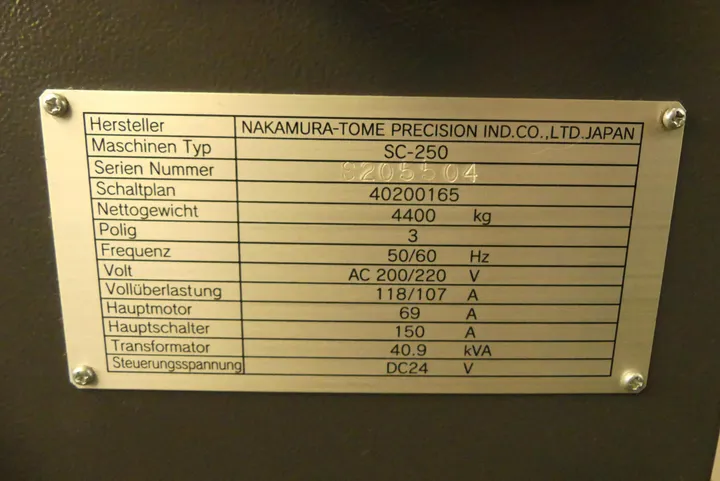 Hersteller NAKAMURA-TOME PRECISION IND.CO.,LTD.JAPAN
Maschinen Typ SC-250
Serien Nummer S205504
Schaltplan 40200165
Nettogewicht 4400 kg
Polig 3
Frequenz 50/60 Hz
Volt AC 200/220 V
Vollüberlastung 118/107 A
Hauptmotor 69 A
Hauptschalter 150 A
Transformator 40.9 kVA
Steuerungsspannung DC24 V